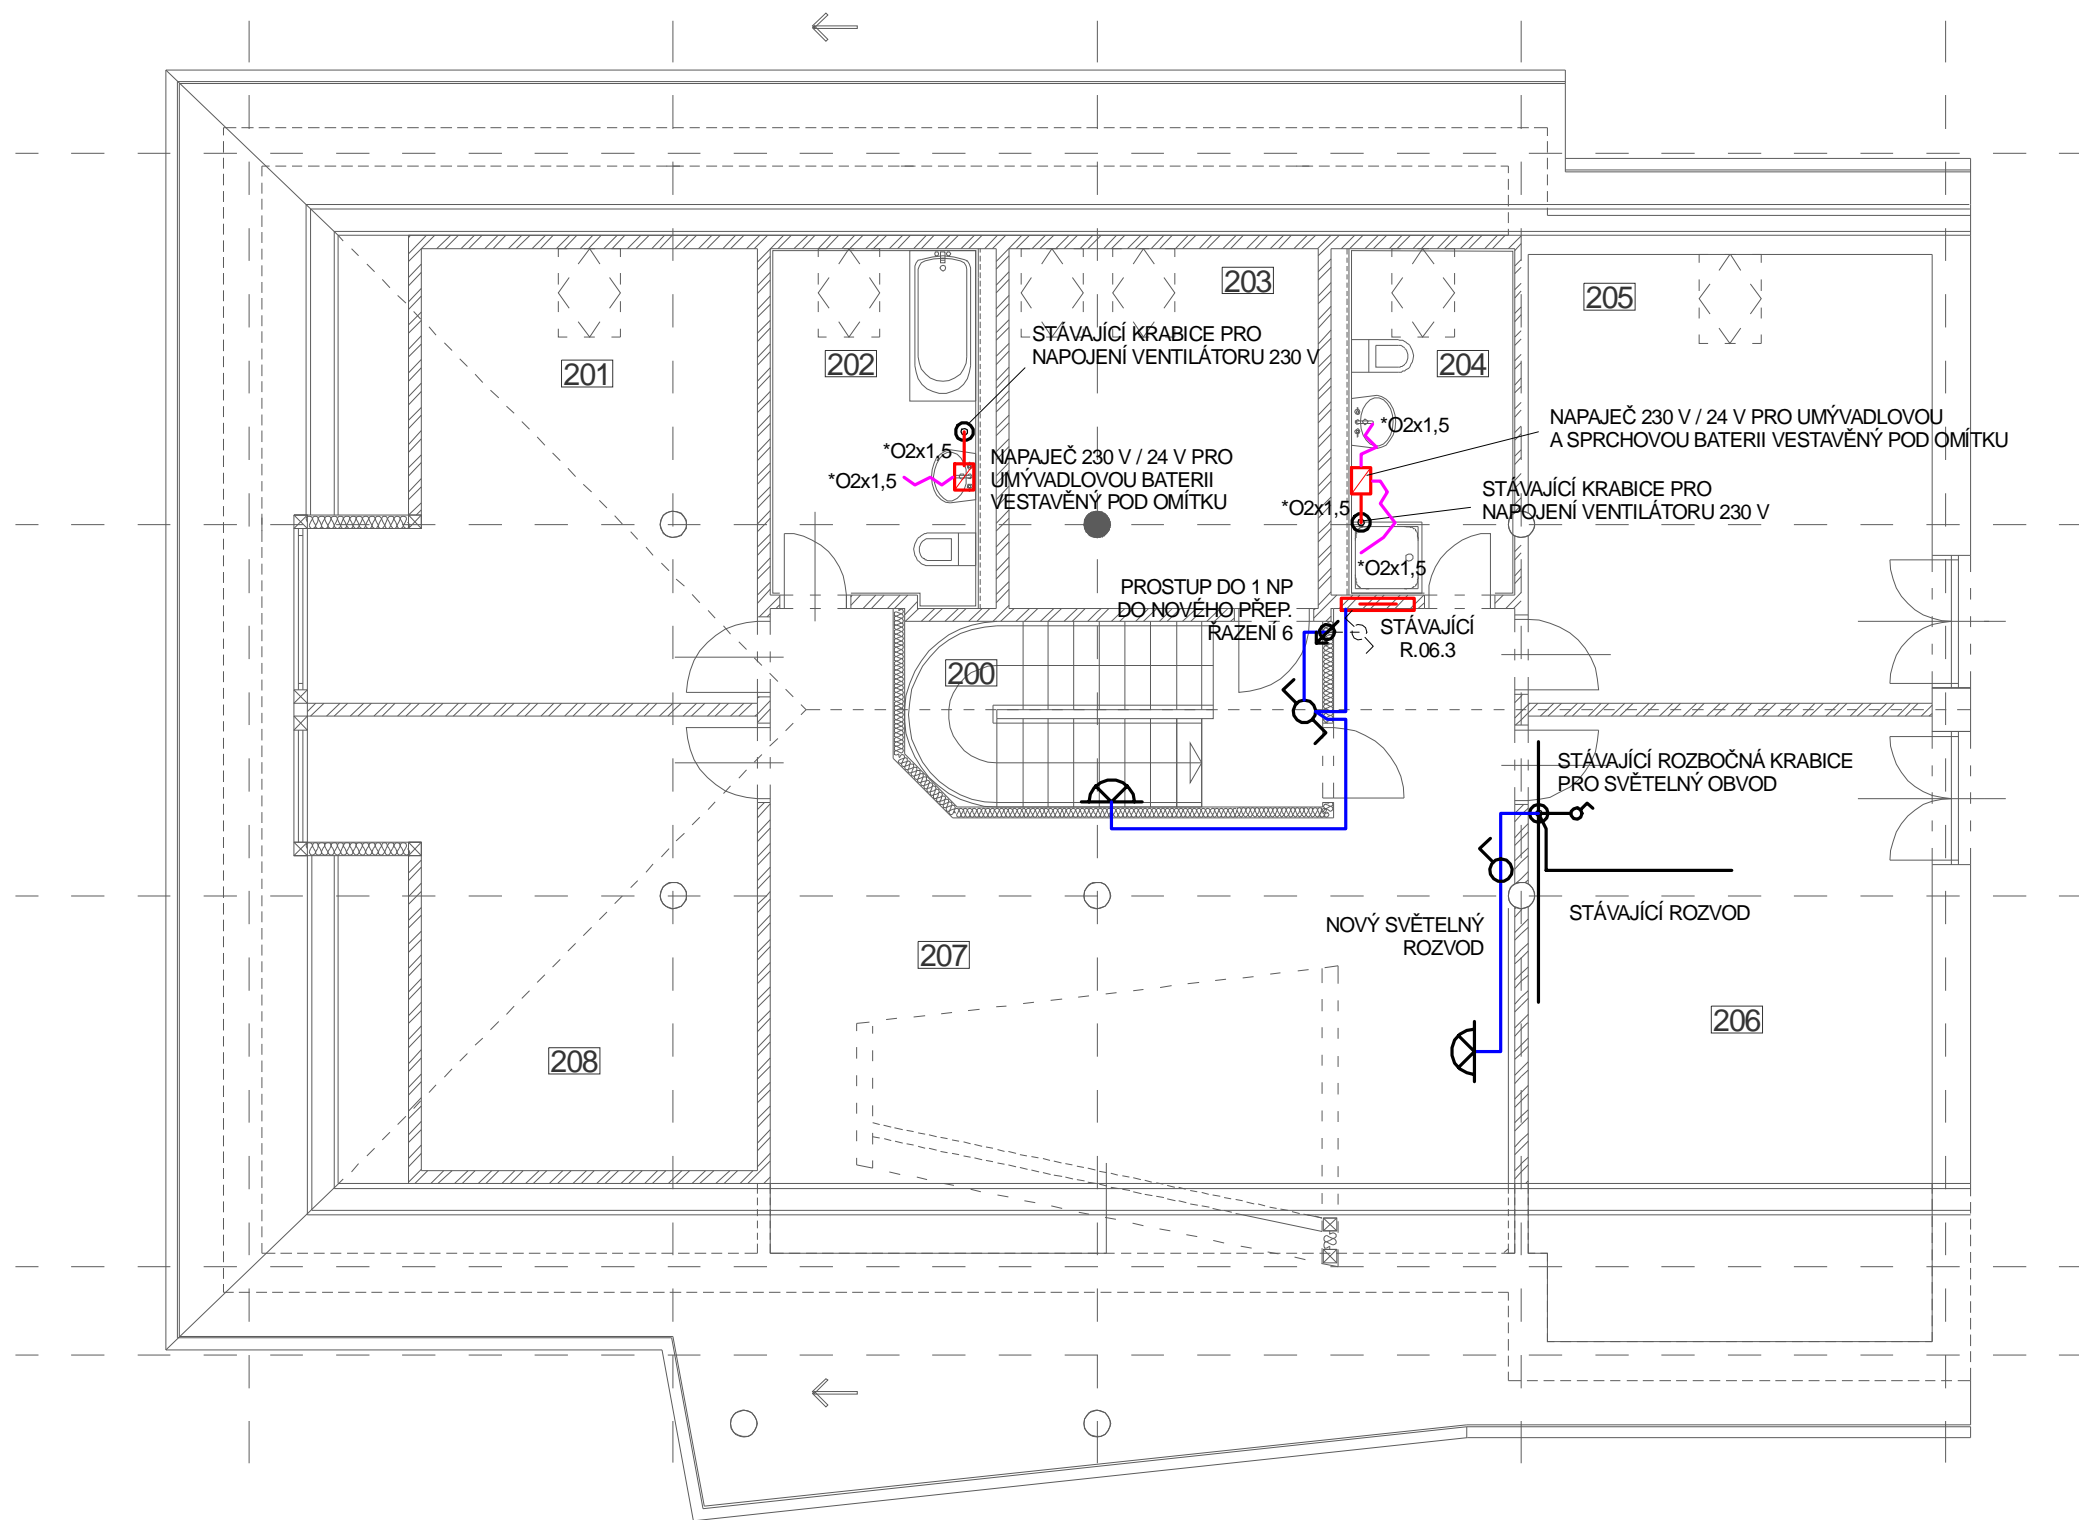 203
205
STÁVAJÍCÍ KRABICE PRO
NAPOJENÍ VENTILÁTORU 230 V
201
202
204
NAPAJEČ 230 V / 24 V PRO UMÝVADLOVOU
A SPRCHOVOU BATERII VESTAVĚNÝ POD OMÍTKU
*O2x1,5
*O2x1,5
*O2x1,5
NAPAJEČ 230 V / 24 V PRO
UMÝVADLOVOU BATERII
VESTAVĚNÝ POD OMÍTKU
STÁVAJÍCÍ KRABICE PRO
NAPOJENÍ VENTILÁTORU 230 V
*O2x1,5
*O2x1,5
PROSTUP DO 1 NP
DO NOVÉHO PŘEP.
ŘAZENÍ 6
STÁVAJÍCÍ
R.06.3
200
STÁVAJÍCÍ ROZBOČNÁ KRABICE
PRO SVĚTELNÝ OBVOD
STÁVAJÍCÍ ROZVOD
NOVÝ SVĚTELNÝ
ROZVOD
207
206
208